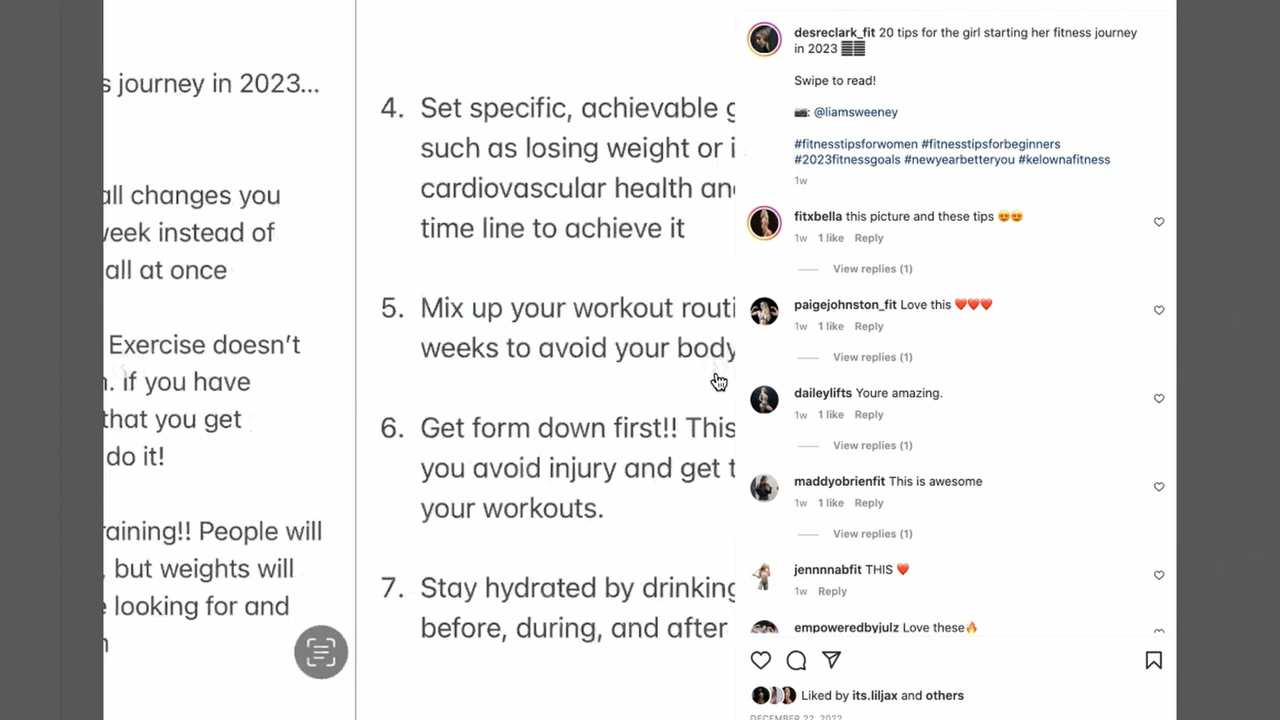 s journey in 2023...
all changes you
week instead of
all at once
Exercise doesn't
n. if you have
that you get
do it!
raining!! People will
, but weights will
e looking for and
4. Set specific, achievable g
such as losing weight or i
cardiovascular health and
time line to achieve it
5. Mix up your workout routi
weeks to avoid your body
6. Get form down first!! This
you avoid injury and get t
your workouts.
7. Stay hydrated by drinking
before, during, and after
desreclark_fit 20 tips for the girl starting her fitness journey
in 2023
Swipe to read!
: @liamsweeney
#fitnesstipsforwomen #fitnesstipsforbeginners
#2023fitnessgoals #newyearbetteryou #kelownafitness
1w
fitxbella this picture and these tips 😍😍
1w 1 like Reply
View replies (1)
paigejohnston_fit Love this ❤️❤️❤️
1w 1 like Reply
View replies (1)
daileylifts Youre amazing.
1w 1 like Reply
View replies (1)
maddyobrienfit This is awesome
1w 1 like Reply
View replies (1)
jennnnabfit THIS ❤️
1w Reply
empoweredbyjulz Love these🔥
Liked by its.liljax and others
DECEMBER 22, 2022